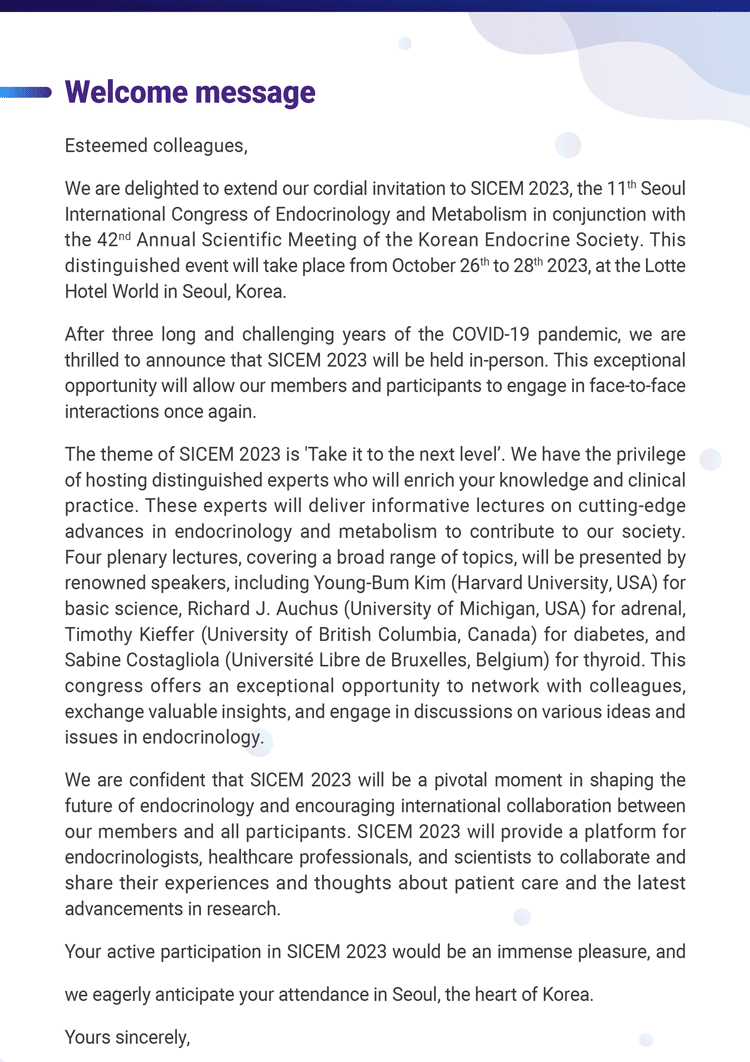 Welcome message
Esteemed colleagues,
We are delighted to extend our cordial invitation to SICEM 2023, the 11th Seoul
International Congress of Endocrinology and Metabolism in conjunction with
the 42nd Annual Scientific Meeting of the Korean Endocrine Society. This
distinguished event will take place from October 26th to 28th 2023, at the Lotte
Hotel World in Seoul, Korea.
After three long and challenging years of the COVID-19 pandemic, we are
thrilled to announce that SICEM 2023 will be held in-person. This exceptional
opportunity will allow our members and participants to engage in face-to-face
interactions once again.
The theme of SICEM 2023 is 'Take it to the next level’. We have the privilege
of hosting distinguished experts who will enrich your knowledge and clinical
practice. These experts will deliver informative lectures on cutting-edge
advances in endocrinology and metabolism to contribute to our society.
Four plenary lectures, covering a broad range of topics, will be presented by
renowned speakers, including Young-Bum Kim (Harvard University, USA) for
basic science, Richard J. Auchus (University of Michigan, USA) for adrenal,
Timothy Kieffer (University of British Columbia, Canada) for diabetes, and
Sabine Costagliola (Université Libre de Bruxelles, Belgium) for thyroid. This
congress offers an exceptional opportunity to network with colleagues,
exchange valuable insights, and engage in discussions on various ideas and
issues in endocrinology.
We are confident that SICEM 2023 will be a pivotal moment in shaping the
future of endocrinology and encouraging international collaboration between
our members and all participants. SICEM 2023 will provide a platform for
endocrinologists, healthcare professionals, and scientists to collaborate and
share their experiences and thoughts about patient care and the latest
advancements in research.
Your active participation in SICEM 2023 would be an immense pleasure, and
we eagerly anticipate your attendance in Seoul, the heart of Korea.
Yours sincerely,